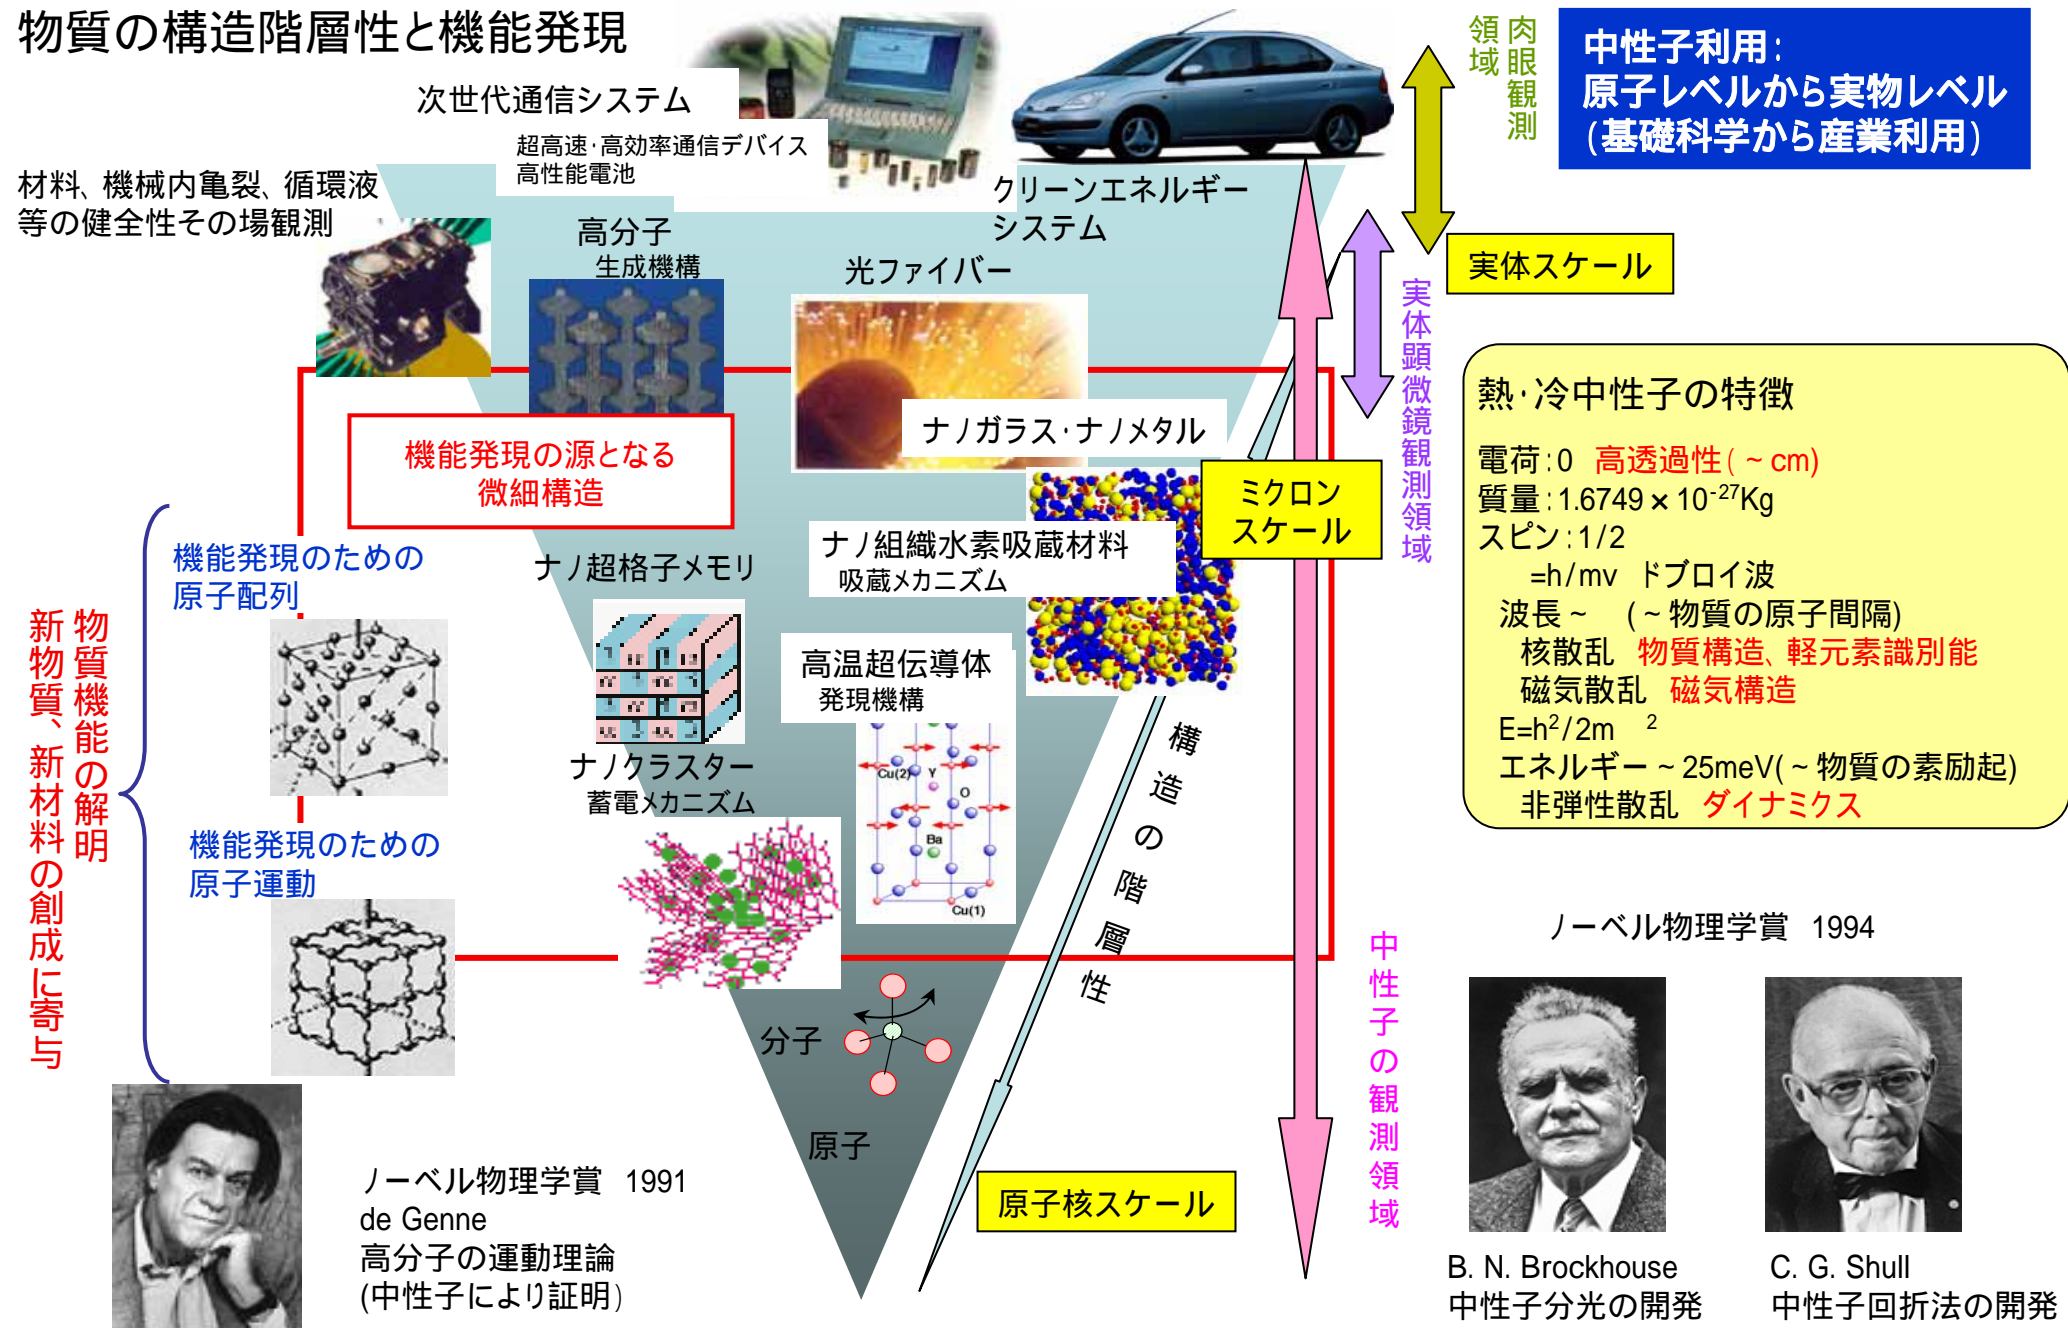 物質の構造階層性と機能発現
次世代通信システム
超高速・高効率通信デバイス
高性能電池
クリーンエネルギー
システム
肉眼観測
領域
中性子利用:
原子レベルから実物レベル
(基礎科学から産業利用)
材料、機械内亀裂、循環液
等の健全性その場観測
高分子
生成機構
光ファイバー
実体スケール
実体顕微鏡観測領域
機能発現の源となる
微細構造
ナノガラス・ナノメタル
ミクロン
スケール
ナノ組織水素吸蔵材料
吸蔵メカニズム
ナノ超格子メモリ
高温超伝導体
発現機構
Cu(2)
Y
O
Ba
Cu(1)
ナノクラスター
蓄電メカニズム
機能発現のための
原子配列
機能発現のための
原子運動
物質機能の解明
新物質、新材料の創成に寄与
構造の階層性
分子
原子
原子核スケール
中性子の観測領域
熱・冷中性子の特徴
電荷:0 高透過性(~cm)
質量:1.6749×10-27Kg
スピン:1/2
=h/mv ドブロイ波
波長~ (~物質の原子間隔)
核散乱 物質構造、軽元素識別能
磁気散乱 磁気構造
E=h2/2m 2
エネルギー~25meV(~物質の素励起)
非弾性散乱 ダイナミクス
ノーベル物理学賞 1991
de Genne
高分子の運動理論
(中性子により証明)
ノーベル物理学賞 1994
B. N. Brockhouse
中性子分光の開発
C. G. Shull
中性子回折法の開発